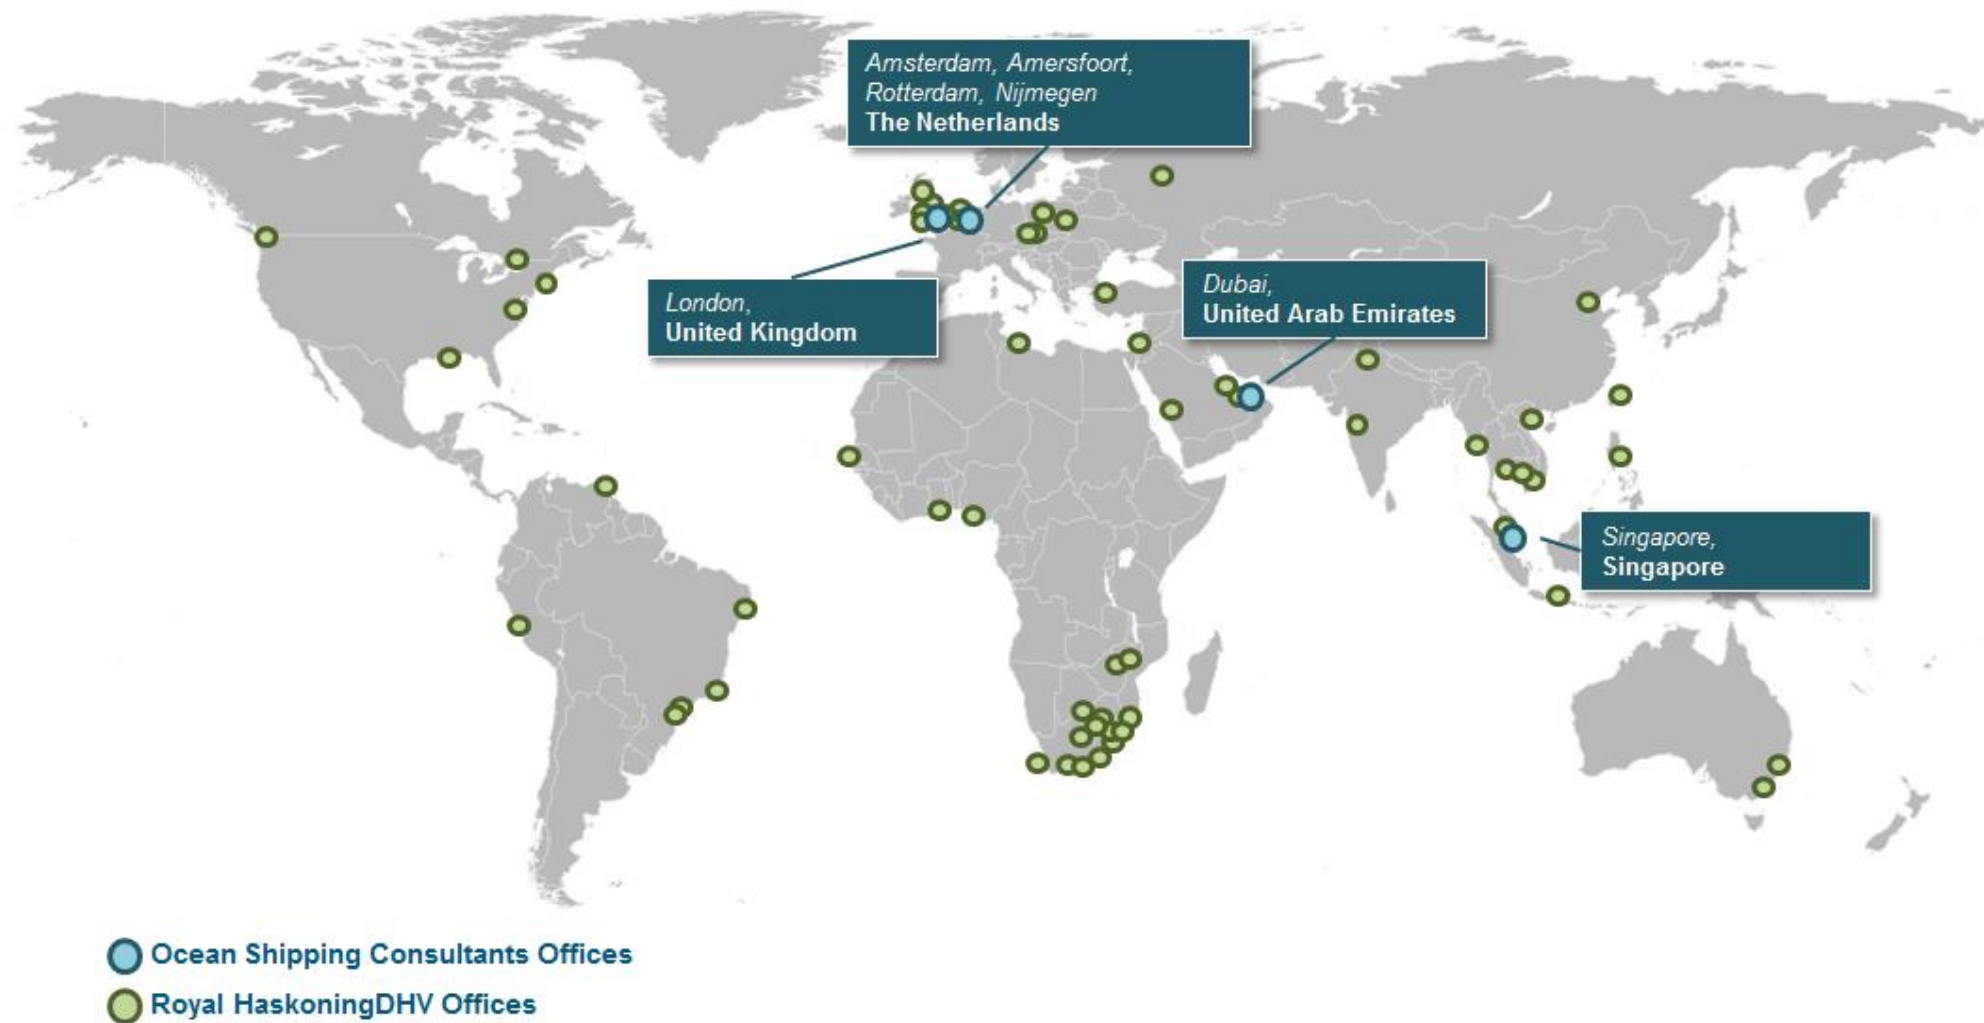 Amsterdam, Amersfoort,
Rotterdam, Nijmegen
The Netherlands
London,
United Kingdom
Dubai,
United Arab Emirates
Singapore,
Singapore
Ocean Shipping Consultants Offices
Royal HaskoningDHV Offices